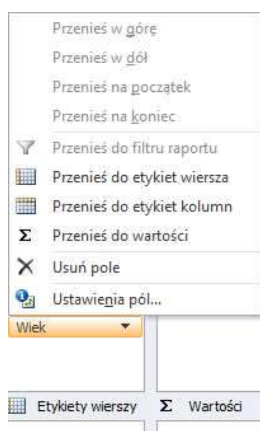 Przenieś w górę
Przenieś w dół
Przenieś na początek
Przenieś na koniec
Przenieś do filtru raportu
Przenieś do etykiet wiersza
Przenieś do etykiet kolumn
Σ Przenieś do wartości
Usuń pole
Ustawienia pól...
Wiek
Etykiety wierszy Σ Wartości